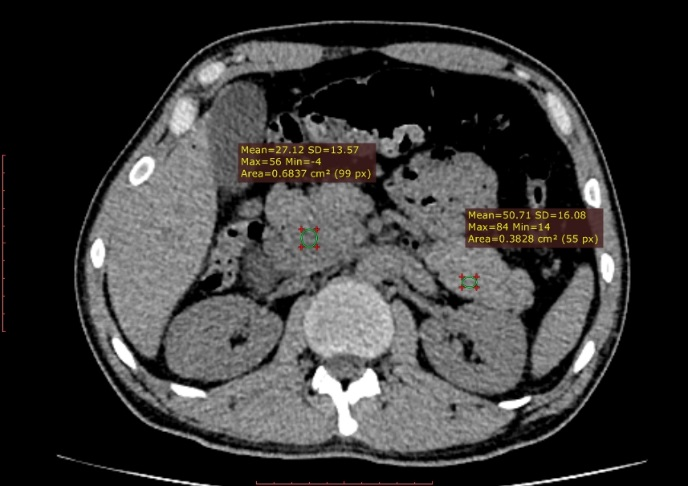 Mean=27.12 SD=13.57
Max=56 Min=-4
Area=0.6837 cm² (99 px)
Mean=50.71 SD=16.08
Max=84 Min=14
Area=0.3828 cm² (55 px)